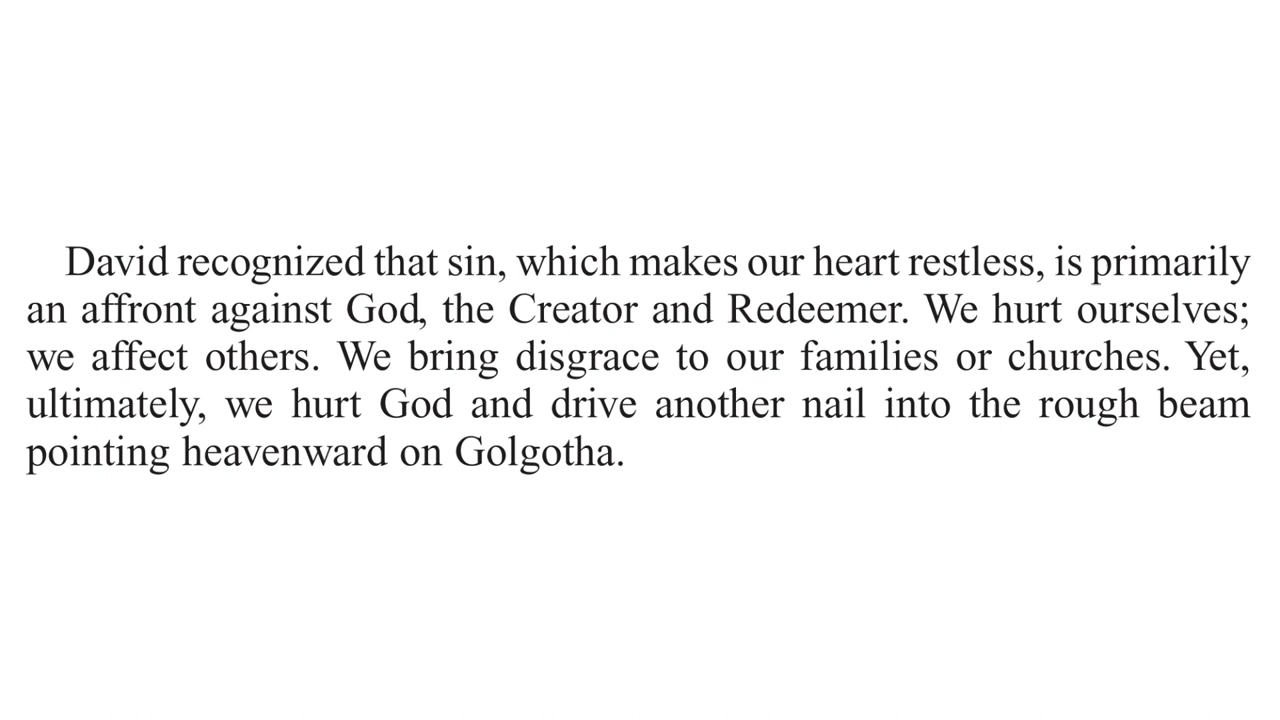 David recognized that sin, which makes our heart restless, is primarily
an affront against God, the Creator and Redeemer. We hurt ourselves;
we affect others. We bring disgrace to our families or churches. Yet,
ultimately, we hurt God and drive another nail into the rough beam
pointing heavenward on Golgotha.